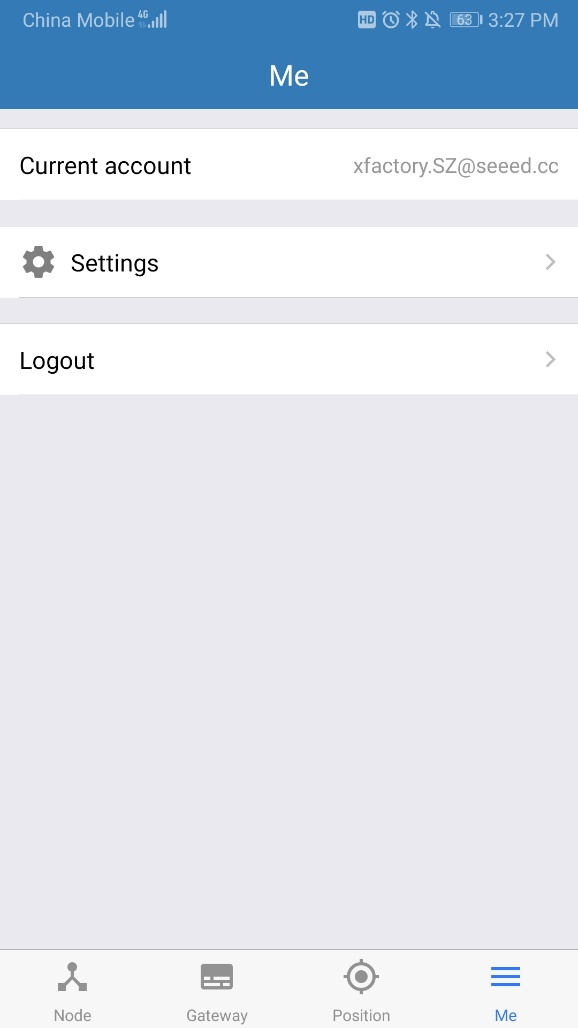 China Mobile 4G HD 63 3:27 PM
Me
Current account xfactory.SZ@seeed.cc
Settings
Logout
Node Gateway Position Me